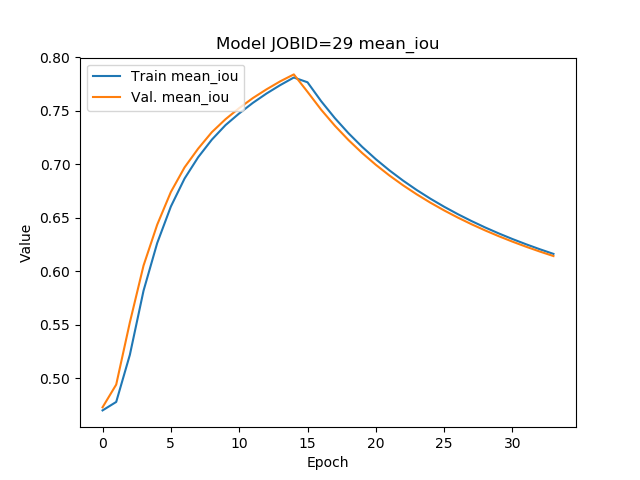 Model JOBID=29 mean_iou
Train mean_iou
Val. mean_iou
0.80
0.75
0.70
0.65
0.60
0.55
0.50
Value
0 5 10 15 20 25 30
Epoch